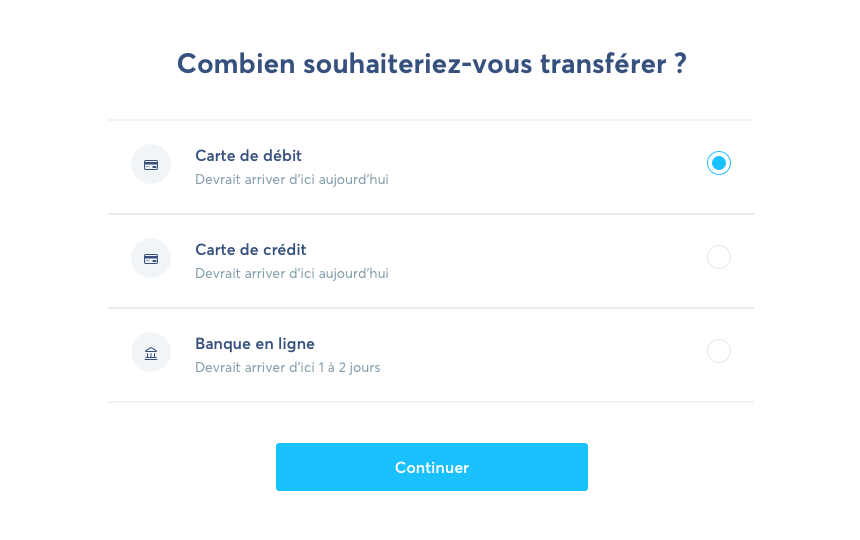 Combien souhaiteriez-vous transférer ?
Carte de débit
Devrait arriver d'ici aujourd'hui
Carte de crédit
Devrait arriver d'ici aujourd'hui
Banque en ligne
Devrait arriver d'ici 1 à 2 jours
Continuer